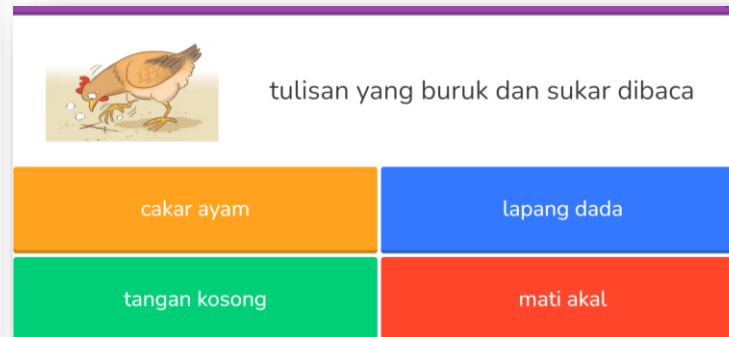 tulisan yang buruk dan sukar dibaca
cakar ayam
lapang dada
tangan kosong
mati akal